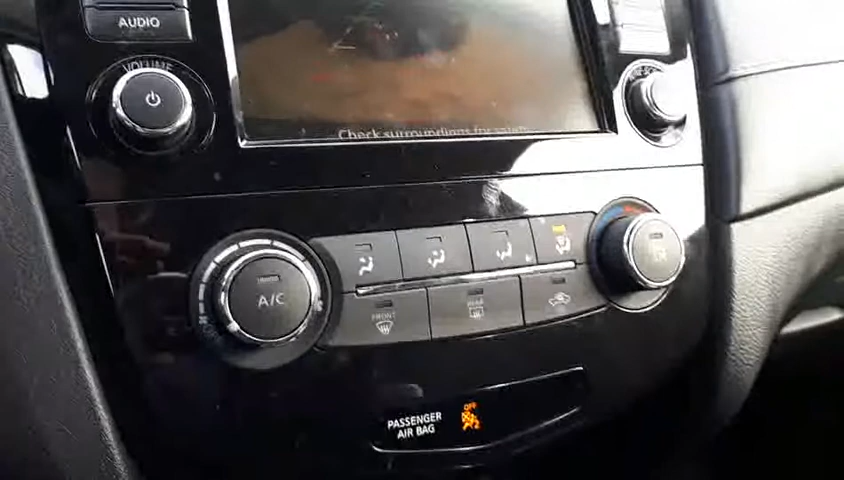 AUDIO
VOLUME
Check surroundings for safety
A/C
FRONT
REAR
PASSENGER
AIR BAG
OFF